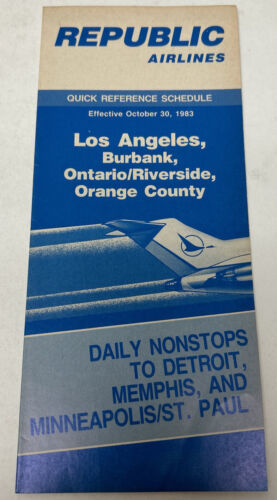 REPUBLIC
AIRLINES
QUICK REFERENCE SCHEDULE
Effective October 30, 1983
Los Angeles,
Burbank,
Ontario/Riverside,
Orange County
DAILY NONSTOPS
TO DETROIT,
MEMPHIS, AND
MINNEAPOLIS/ST. PAUL